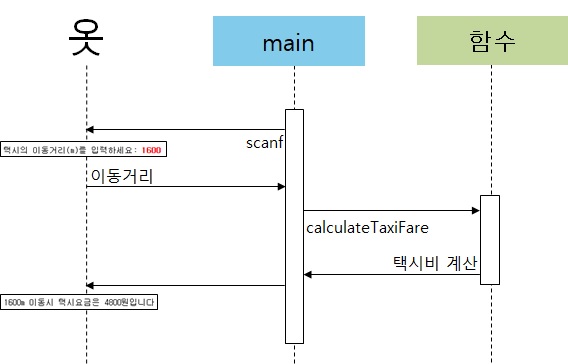 옷
main
함수
scanf
택시의 이동거리(m)를 입력하세요: 1600
이동거리
calculateTaxiFare
택시비 계산
1600m 이동시 택시요금은 4800원입니다